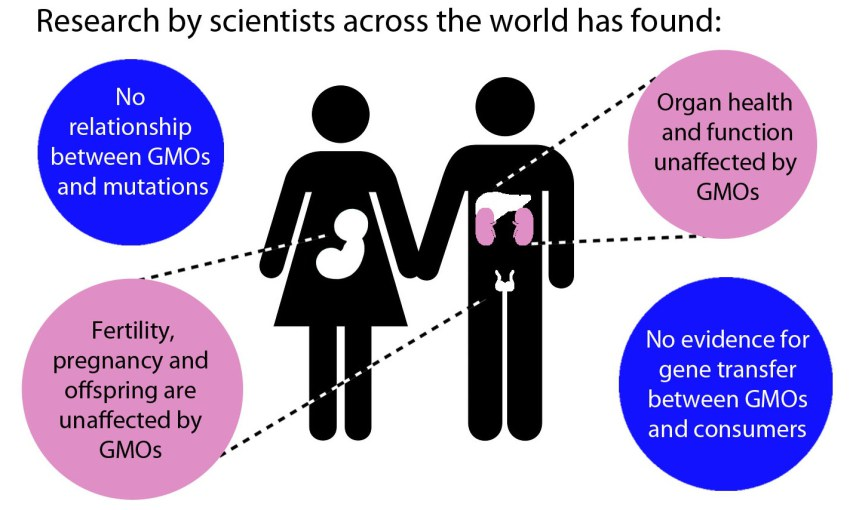 Research by scientists across the world has found:
No
relationship
between GMOs
and mutations
Organ health
and function
unaffected by
GMOs
Fertility,
pregnancy and
offspring are
unaffected by
GMOs
No evidence for
gene transfer
between GMOs
and consumers